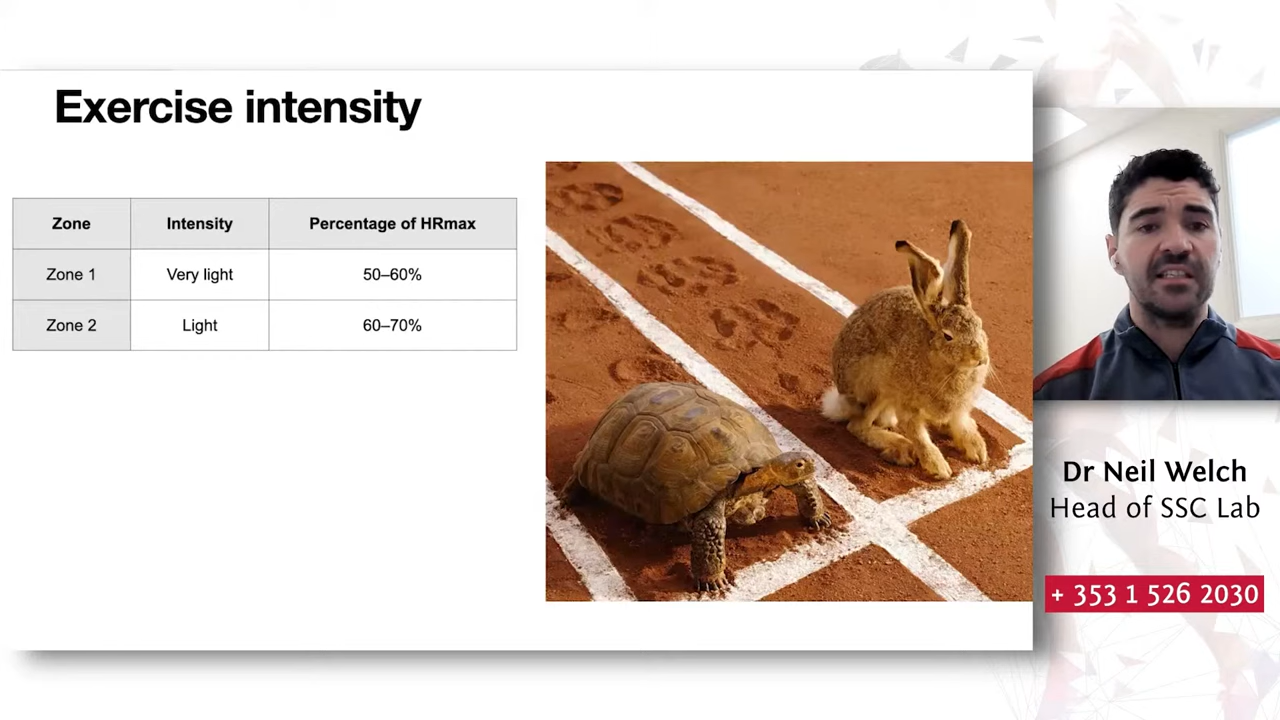 Exercise intensity
Zone Intensity Percentage of HRmax
Zone 1 Very light 50–60%
Zone 2 Light 60–70%
Dr Neil Welch
Head of SSC Lab
+ 353 1 526 2030